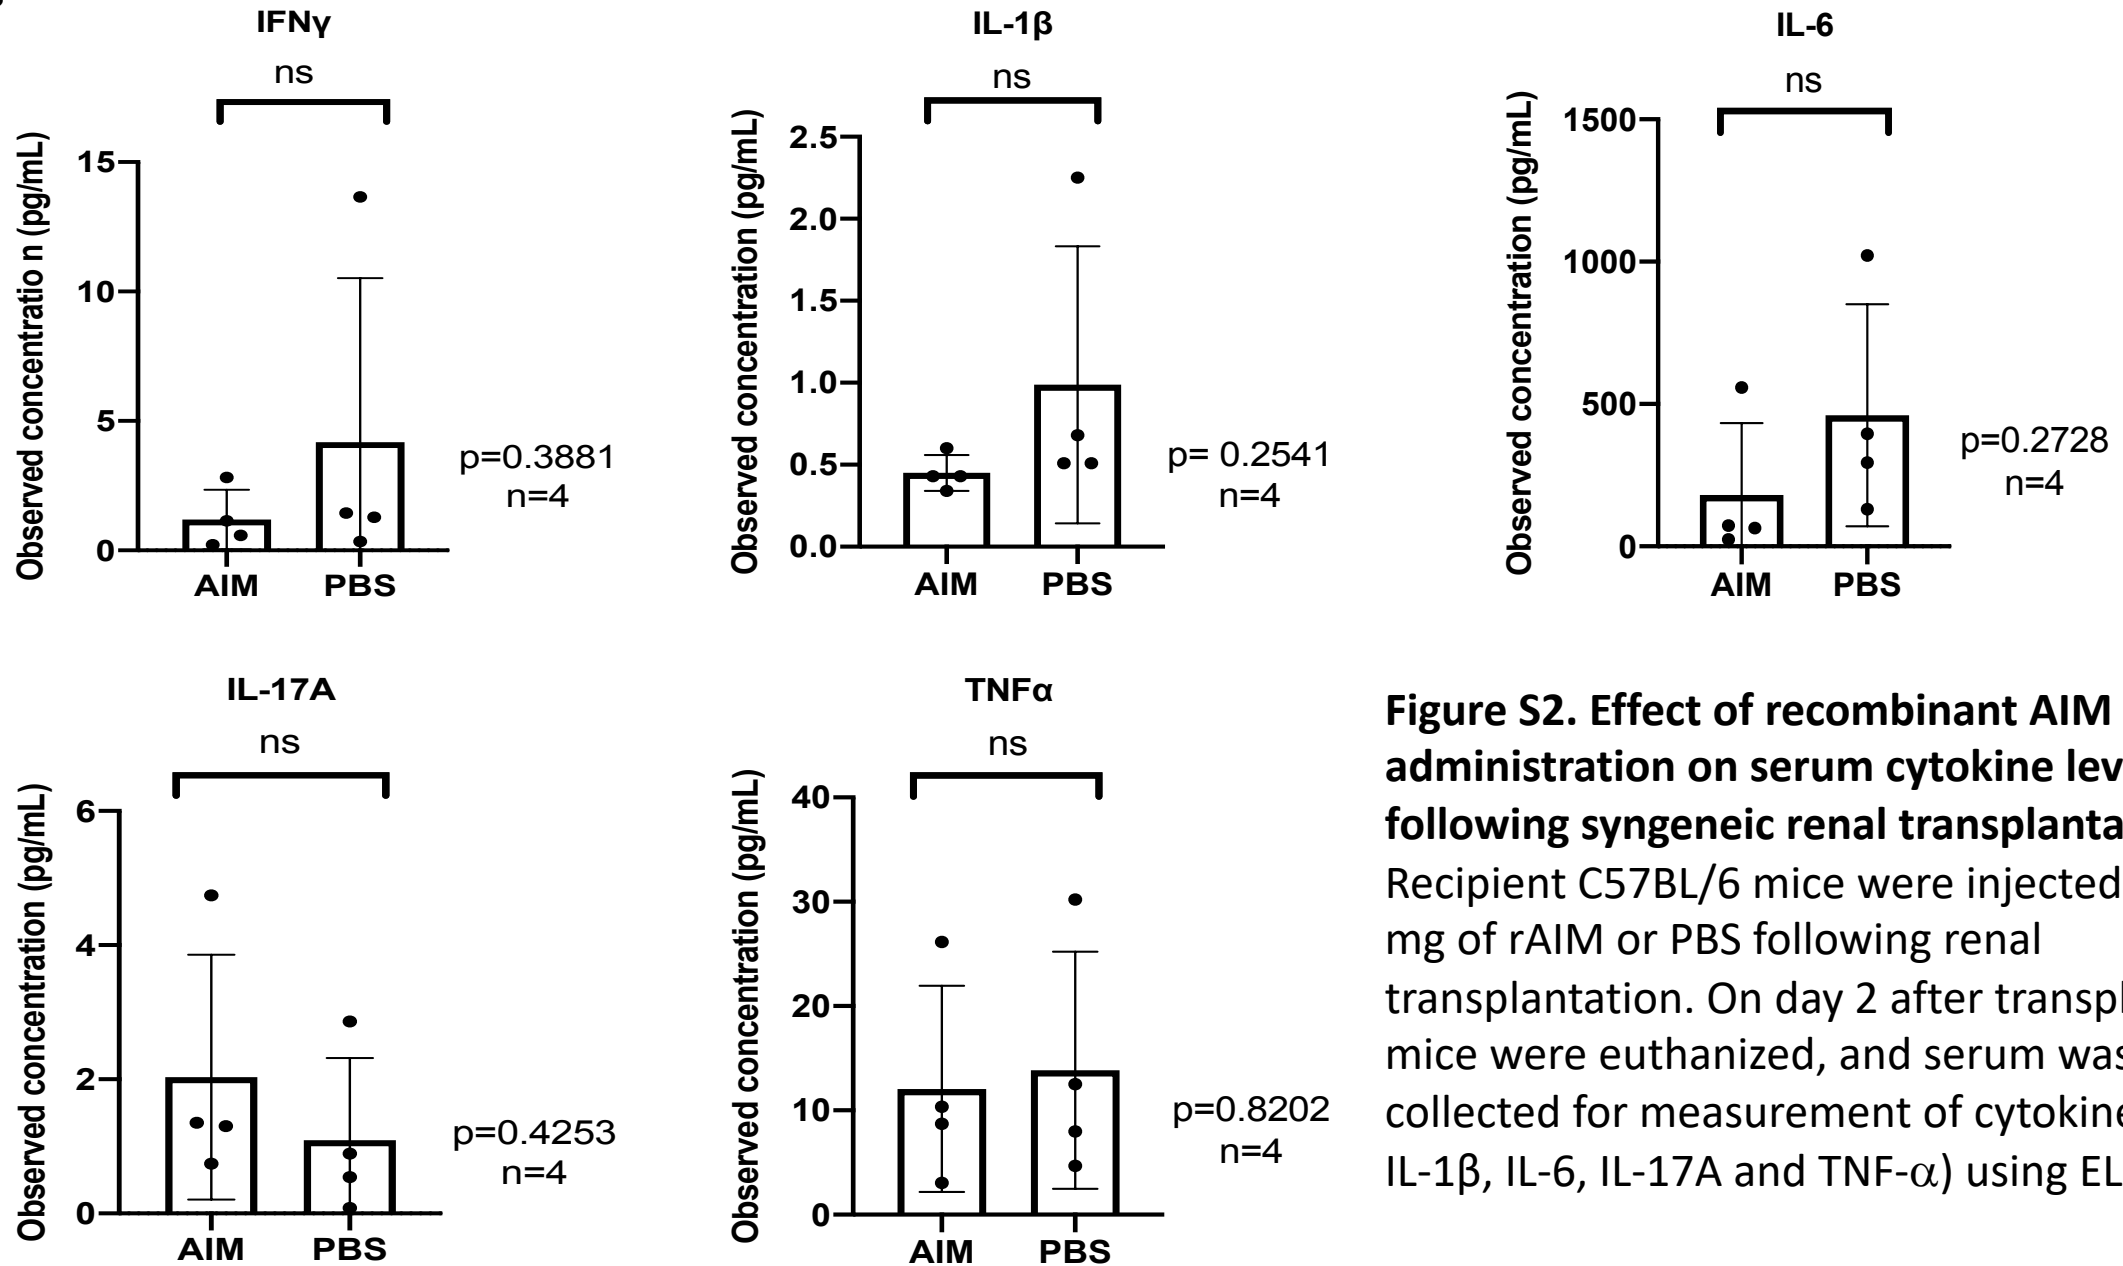 IFNγ
ns
Observed concentratio n (pg/mL)
15
10
5
0
AIM PBS
p=0.3881
n=4
IL-1β
ns
Observed concentration (pg/mL)
2.5
2.0
1.5
1.0
0.5
0.0
AIM PBS
p= 0.2541
n=4
IL-6
ns
Observed concentration (pg/mL)
1500
1000
500
0
AIM PBS
p=0.2728
n=4
IL-17A
ns
Observed concentration (pg/mL)
6
4
2
0
AIM PBS
p=0.4253
n=4
TNFα
ns
Observed concentration (pg/mL)
40
30
20
10
0
AIM PBS
p=0.8202
n=4
Figure S2. Effect of recombinant AIM
administration on serum cytokine lev
following syngeneic renal transplanta
Recipient C57BL/6 mice were injected
mg of rAIM or PBS following renal
transplantation. On day 2 after transpl
mice were euthanized, and serum was
collected for measurement of cytokine
IL-1β, IL-6, IL-17A and TNF-α) using EL